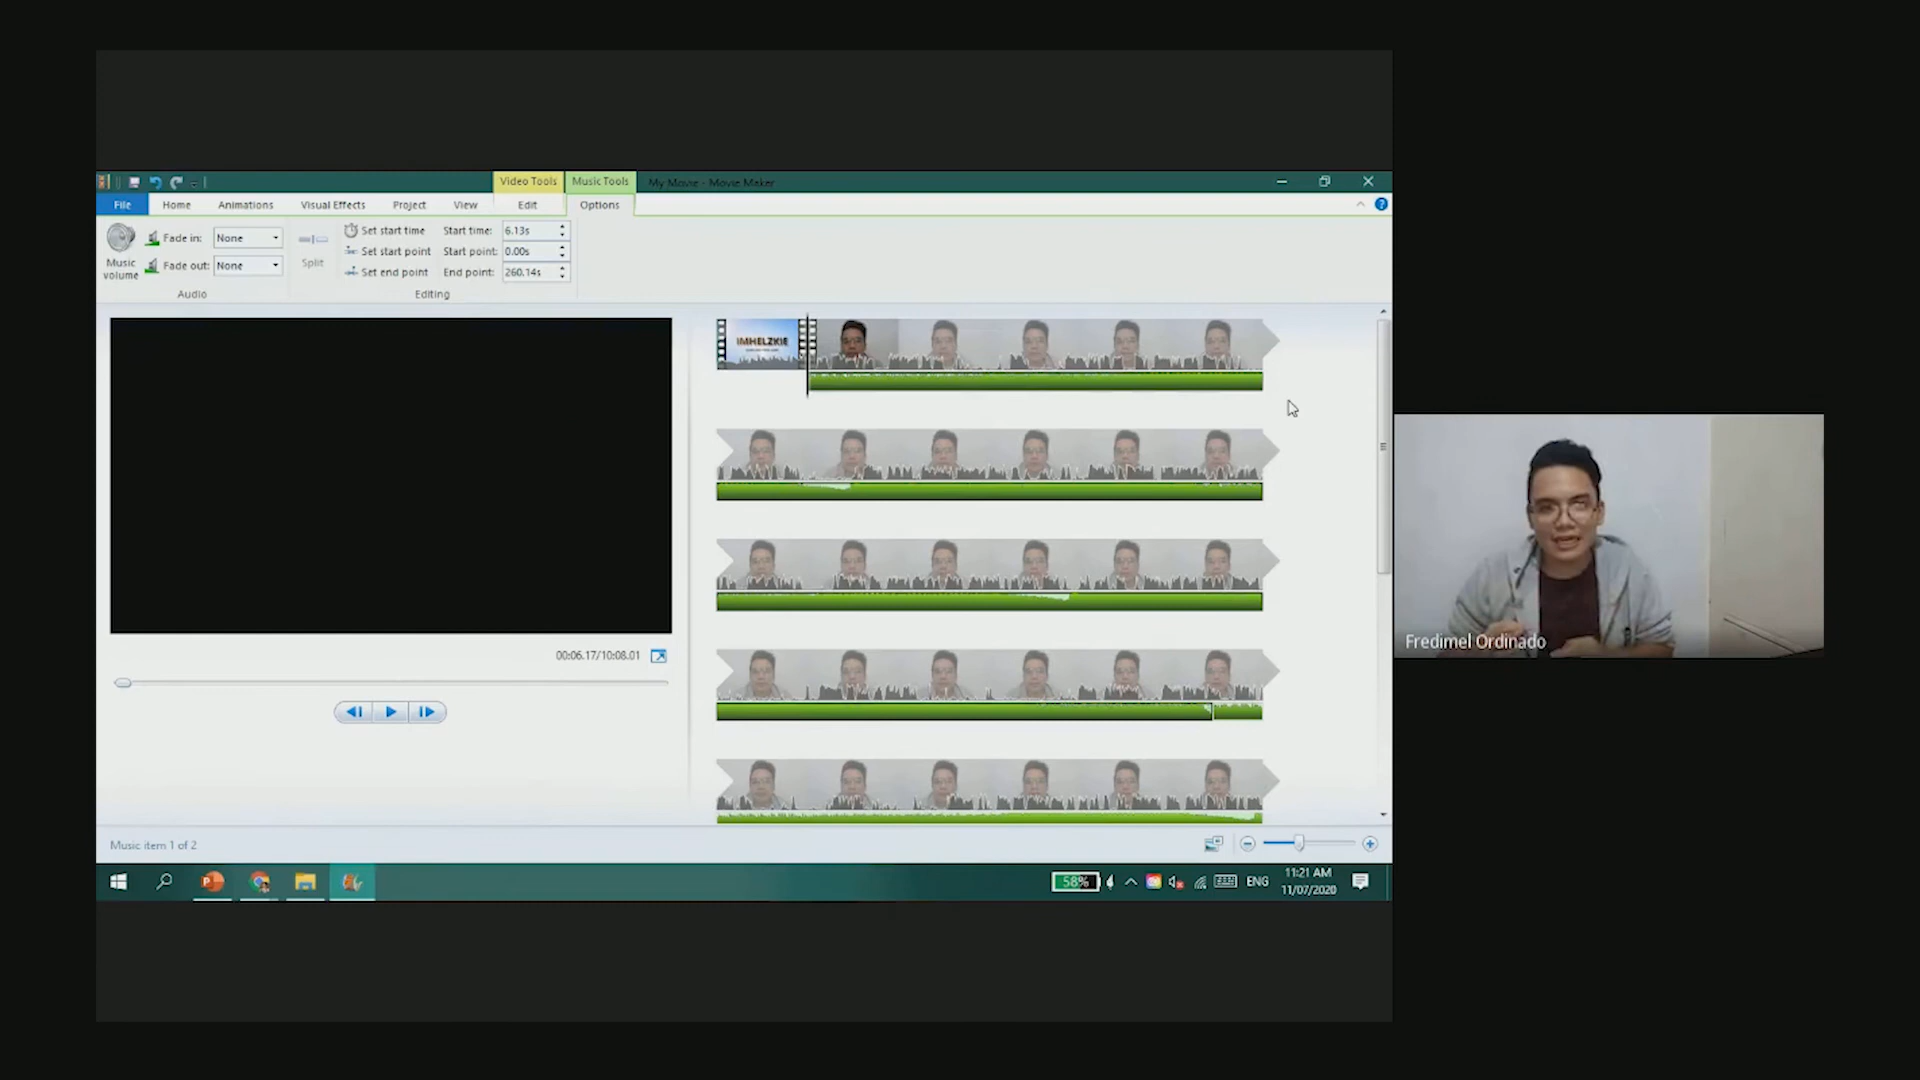 Video Tools Music Tools My Movie - Movie Maker
File Home Animations Visual Effects Project View Edit Options
Music volume
Fade in: None
Fade out: None
Audio
Split
Set start time Start time: 6.13s
Set start point Start point: 0.00s
Set end point End point: 260.14s
Editing
IMHELZKIE
00:06.17/10:08.01
Fredimel Ordinado
Music item 1 of 2
58% ENG 11:21 AM
11/07/2020